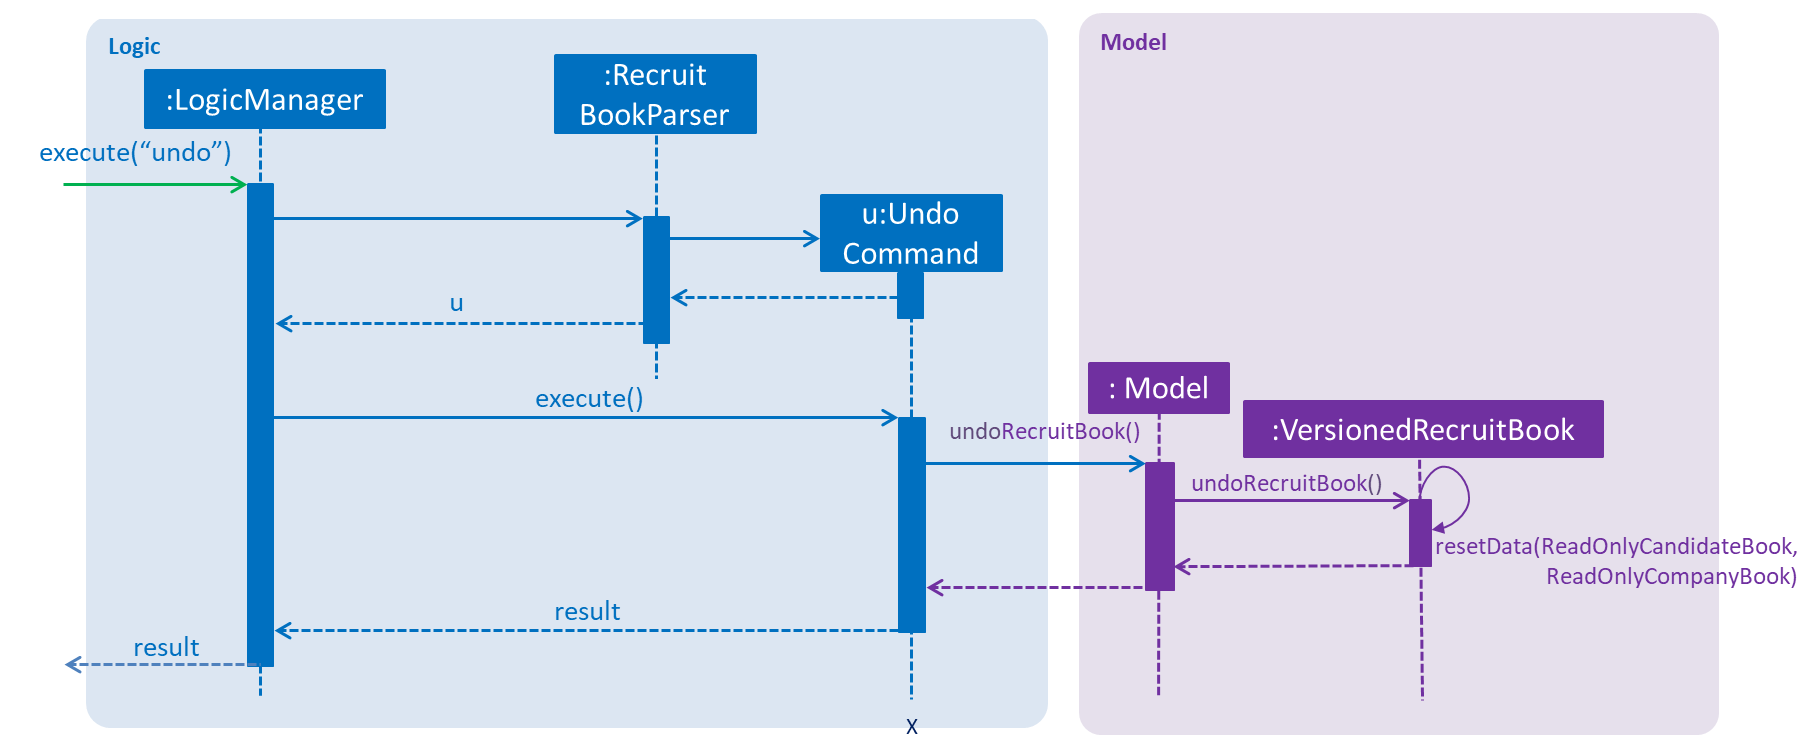 Logic
Model
:LogicManager
:Recruit
BookParser
execute(“undo”)
u:Undo
Command
u
: Model
execute()
:VersionedRecruitBook
undoRecruitBook()
undoRecruitBook()
resetData(ReadOnlyCandidateBook,
ReadOnlyCompanyBook)
result
result
X